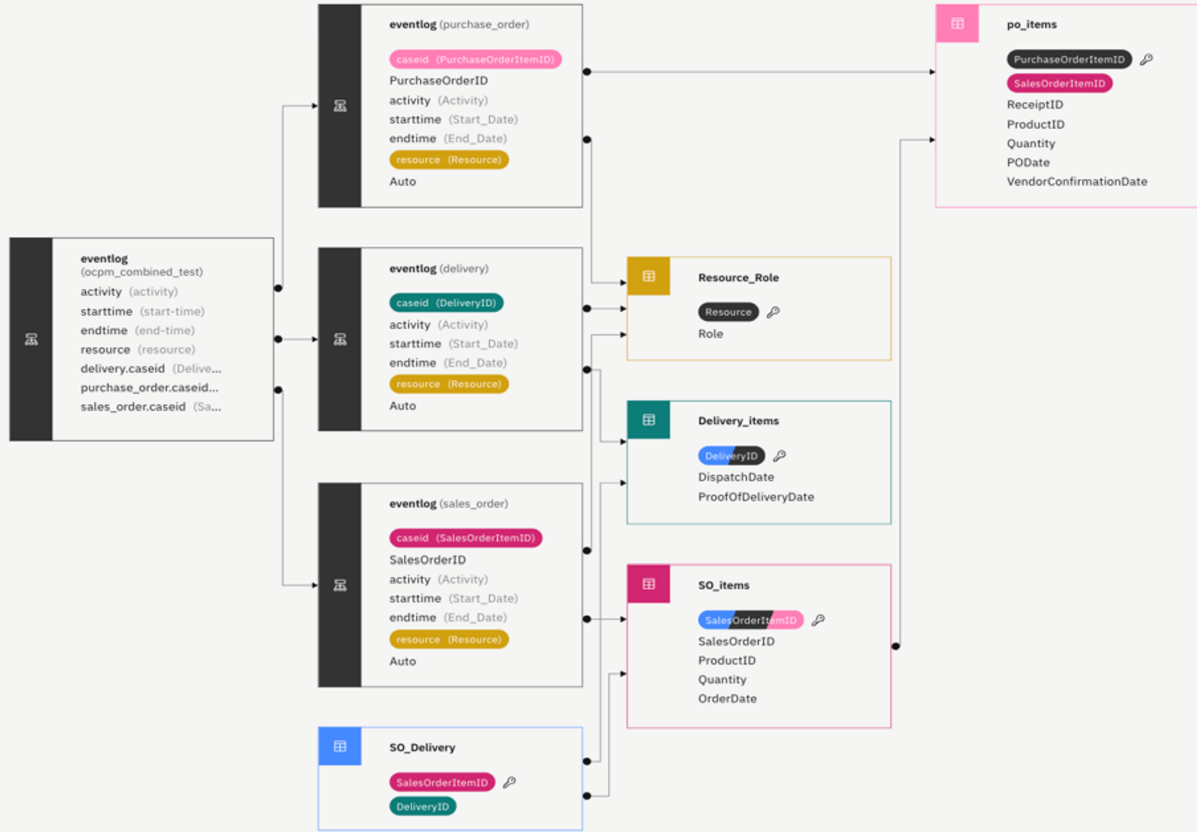 eventlog
(ocpm_combined_test)
activity (activity)
starttime (start-time)
endtime (end-time)
resource (resource)
delivery.caseid (Delive...
purchase_order.caseid...
sales_order.caseid (Sa...
eventlog (purchase_order)
caseid (PurchaseOrderItemID)
PurchaseOrderID
activity (Activity)
starttime (Start_Date)
endtime (End_Date)
resource (Resource)
Auto
eventlog (delivery)
caseid (DeliveryID)
activity (Activity)
starttime (Start_Date)
endtime (End_Date)
resource (Resource)
Auto
eventlog (sales_order)
caseid (SalesOrderItemID)
SalesOrderID
activity (Activity)
starttime (Start_Date)
endtime (End_Date)
resource (Resource)
Auto
SO_Delivery
SalesOrderItemID
DeliveryID
Resource_Role
Resource
Role
Delivery_items
DeliveryID
DispatchDate
ProofOfDeliveryDate
SO_items
SalesOrderItemID
SalesOrderID
ProductID
Quantity
OrderDate
po_items
PurchaseOrderItemID
SalesOrderItemID
ReceiptID
ProductID
Quantity
PODate
VendorConfirmationDate